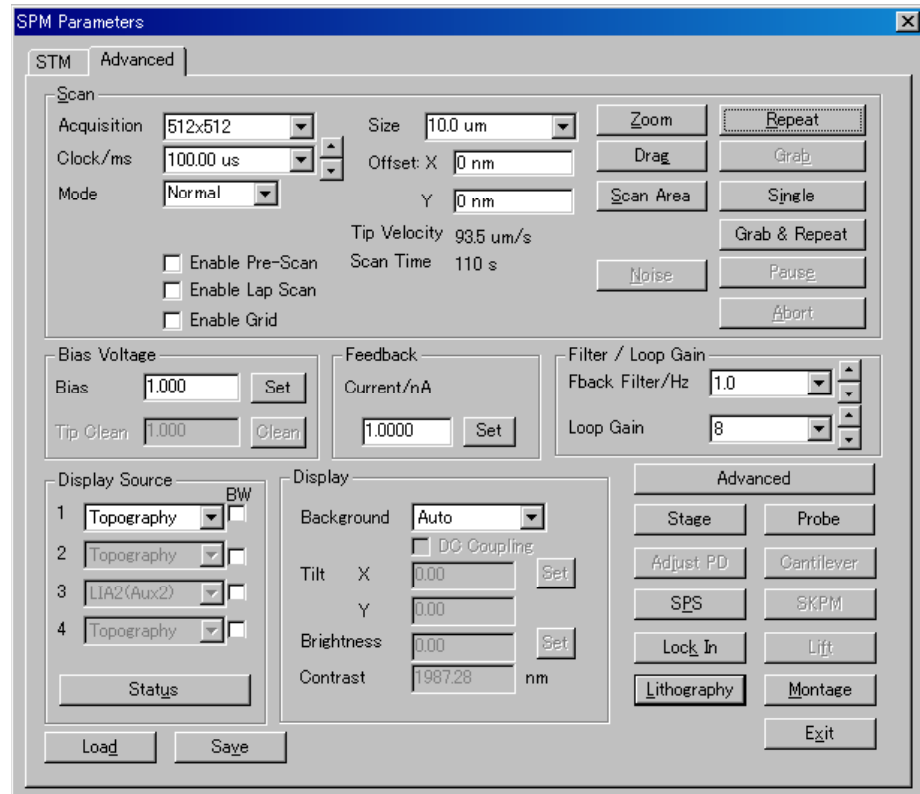 SPM Parameters
STM Advanced
Scan
Acquisition 512x512 Size 10.0 um Zoom Repeat
Clock/ms 100.00 us Offset: X 0 nm Drag Grab
Mode Normal Y 0 nm Scan Area Single
Tip Velocity 93.5 um/s Grab & Repeat
Enable Pre-Scan Scan Time 110 s Noise Pause
Enable Lap Scan
Enable Grid Abort
Bias Voltage Feedback Filter / Loop Gain
Bias 1.000 Set Current/nA Fback Filter/Hz 1.0
Tip Clean 1.000 Clean 1.0000 Set Loop Gain 8
Display Source Display Advanced
BW
1 Topography Background Auto Stage Probe
2 Topography DC Coupling Adjust PD Cantilever
3 LIA2(Aux2) Tilt X 0.00 Set SPS SKPM
4 Topography Y 0.00
Brightness 0.00 Set Lock In Lift
Status Contrast 1987.28 nm Lithography Montage
Load Save Exit